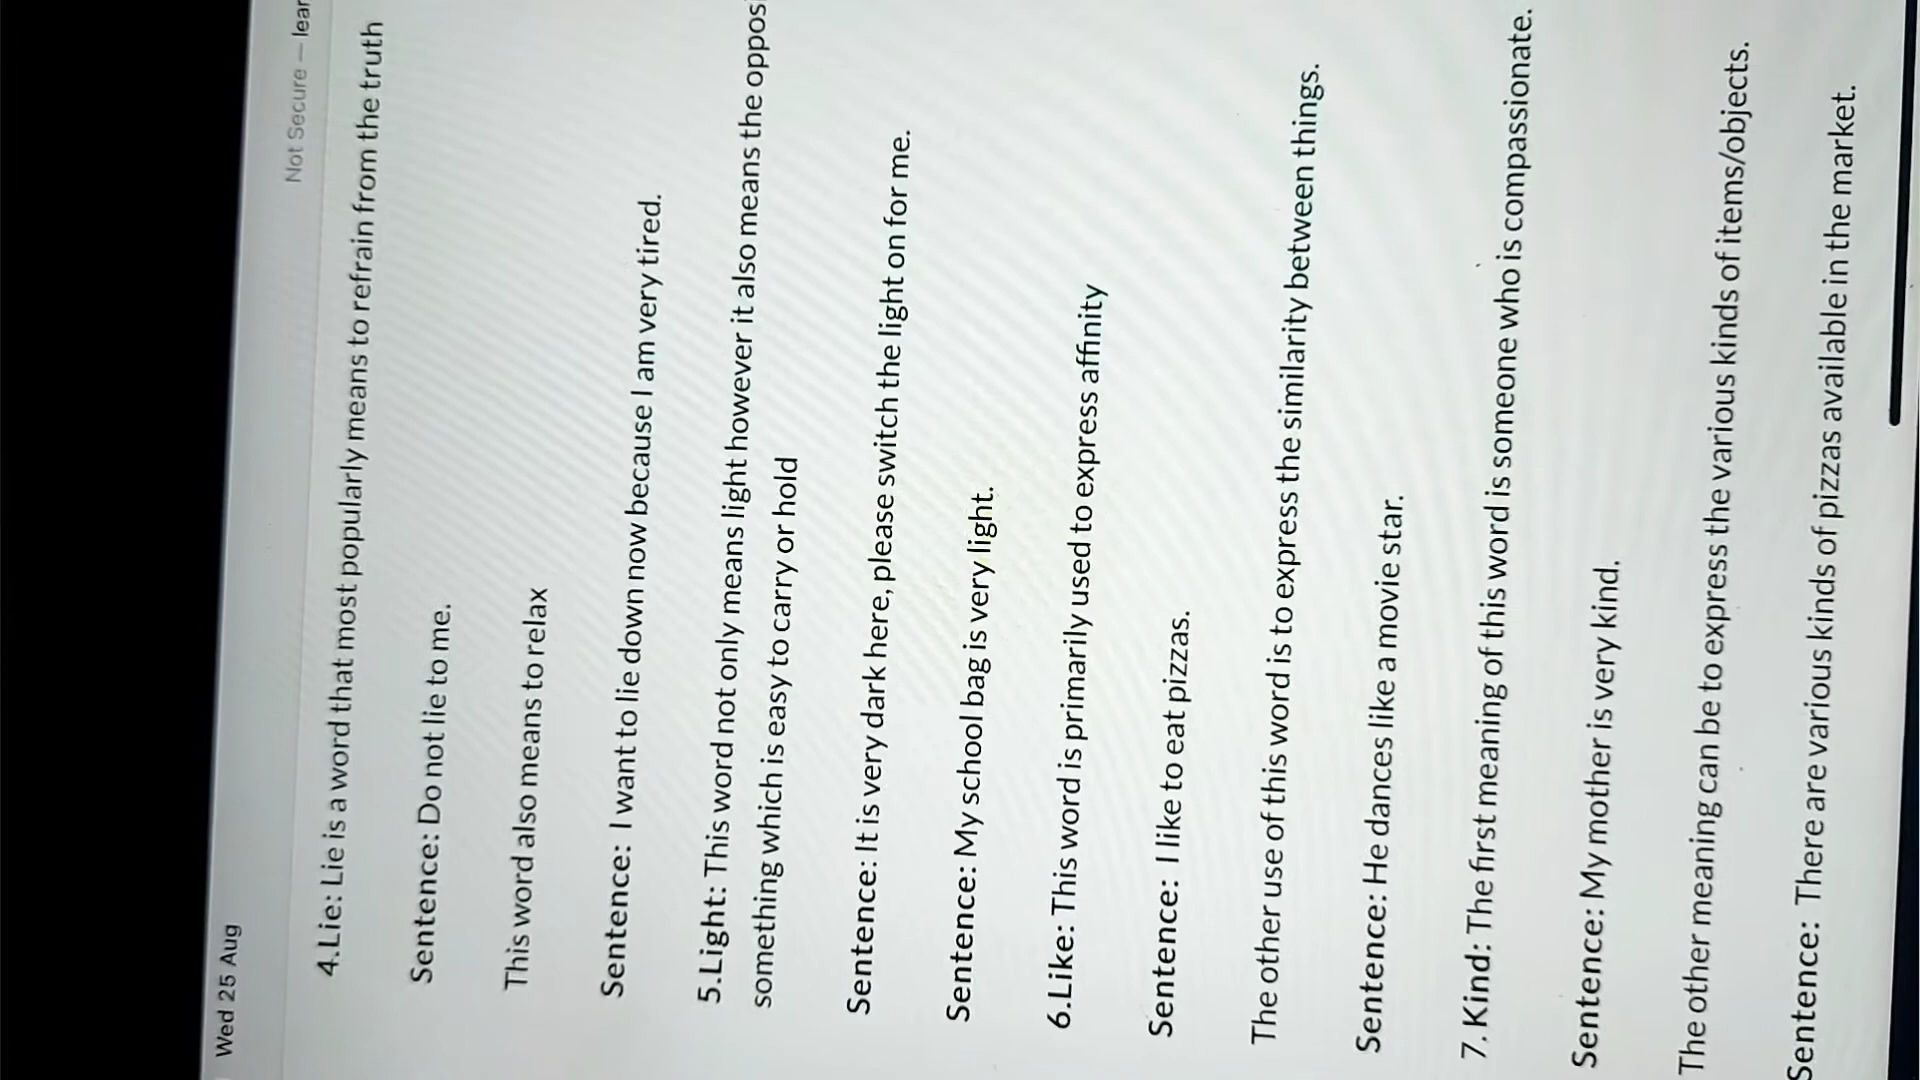 Wed 25 Aug
Not Secure — lear
4.Lie: Lie is a word that most popularly means to refrain from the truth
Sentence: Do not lie to me.
This word also means to relax
Sentence: I want to lie down now because I am very tired.
5.Light: This word not only means light however it also means the opposi
something which is easy to carry or hold
Sentence: It is very dark here, please switch the light on for me.
Sentence: My school bag is very light.
6.Like: This word is primarily used to express affinity
Sentence: I like to eat pizzas.
The other use of this word is to express the similarity between things.
Sentence: He dances like a movie star.
7. Kind: The first meaning of this word is someone who is compassionate.
Sentence: My mother is very kind.
The other meaning can be to express the various kinds of items/objects.
Sentence: There are various kinds of pizzas available in the market.